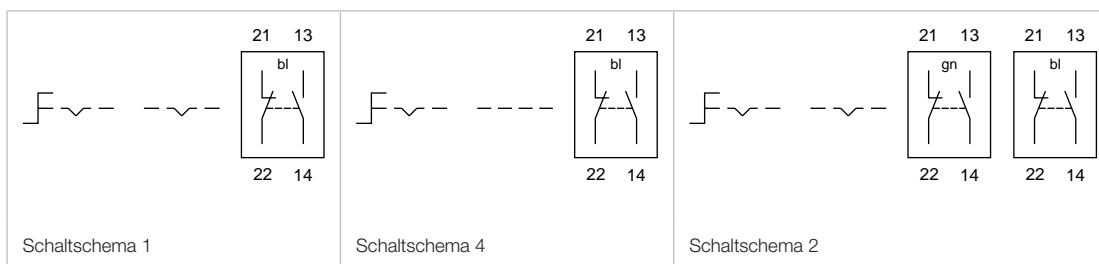 21 13
bl
22 14
Schaltschema 1
21 13
bl
22 14
Schaltschema 4
21 13
gn
22 14
21 13
bl
22 14
Schaltschema 2